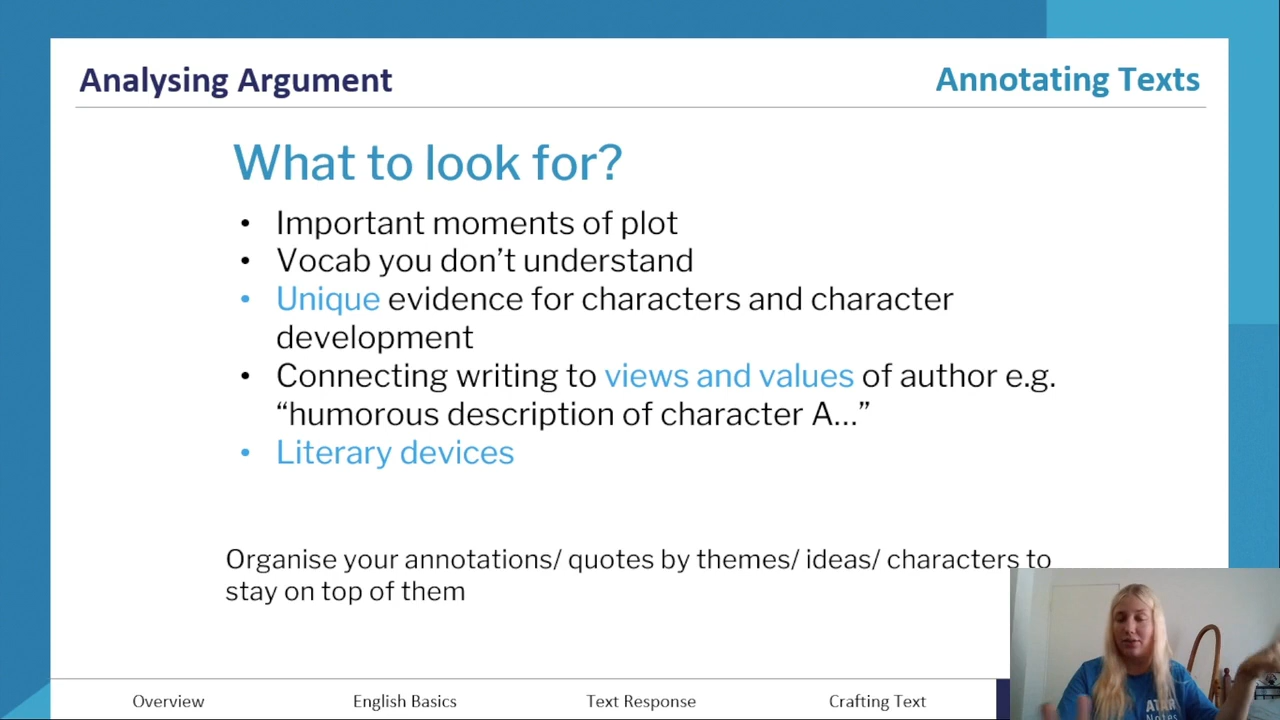 Analysing Argument
Annotating Texts
What to look for?
• Important moments of plot
• Vocab you don’t understand
• Unique evidence for characters and character
development
• Connecting writing to views and values of author e.g.
“humorous description of character A...”
• Literary devices
Organise your annotations/ quotes by themes/ ideas/ characters to
stay on top of them
Overview
English Basics
Text Response
Crafting Text
ATAR
Notes